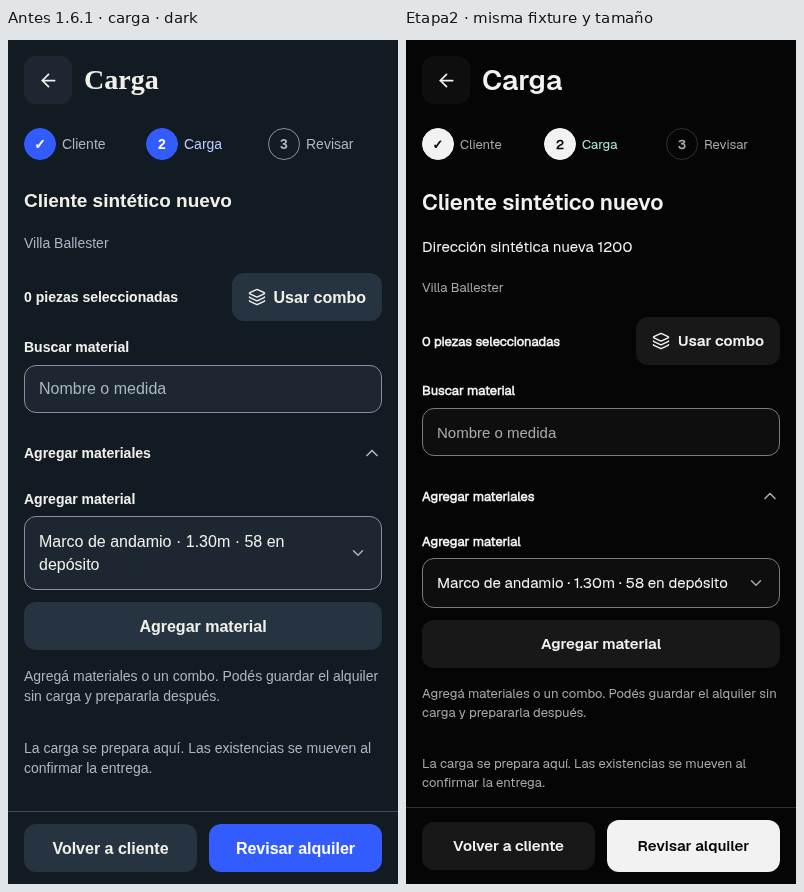 Antes 1.6.1 · carga · dark
Carga
✓ Cliente 2 Carga 3 Revisar
Cliente sintético nuevo
Villa Ballester
0 piezas seleccionadas Usar combo
Buscar material
Nombre o medida
Agregar materiales
Agregar material
Marco de andamio · 1.30m · 58 en
depósito
Agregar material
Agregá materiales o un combo. Podés guardar el alquiler
sin carga y prepararla después.
La carga se prepara aquí. Las existencias se mueven al
confirmar la entrega.
Volver a cliente Revisar alquiler
Etapa2 · misma fixture y tamaño
Carga
✓ Cliente 2 Carga 3 Revisar
Cliente sintético nuevo
Dirección sintética nueva 1200
Villa Ballester
0 piezas seleccionadas Usar combo
Buscar material
Nombre o medida
Agregar materiales
Agregar material
Marco de andamio · 1.30m · 58 en depósito
Agregar material
Agregá materiales o un combo. Podés guardar el alquiler sin
carga y prepararla después.
La carga se prepara aquí. Las existencias se mueven al
confirmar la entrega.
Volver a cliente Revisar alquiler